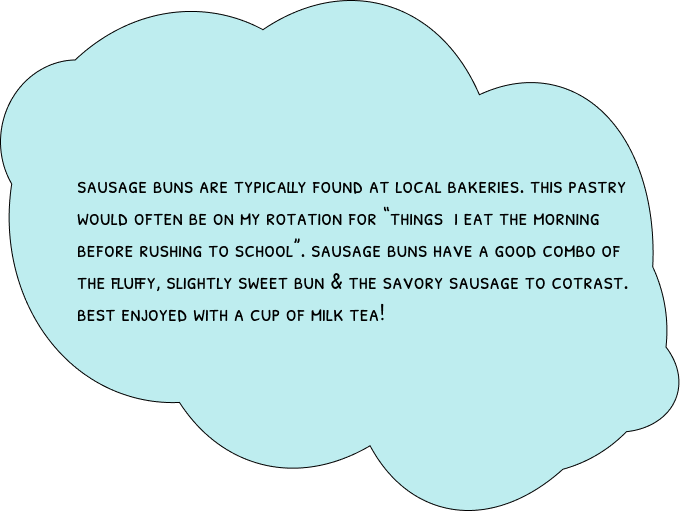 SAUSAGE BUNS ARE TYPICALLY FOUND AT LOCAL BAKERIES. THIS PASTRY
WOULD OFTEN BE ON MY ROTATION FOR “THINGS  I EAT THE MORNING
BEFORE RUSHING TO SCHOOL”. SAUSAGE BUNS HAVE A GOOD COMBO OF
THE FLUFFY, SLIGHTLY SWEET BUN & THE SAVORY SAUSAGE TO COTRAST.
BEST ENJOYED WITH A CUP OF MILK TEA!